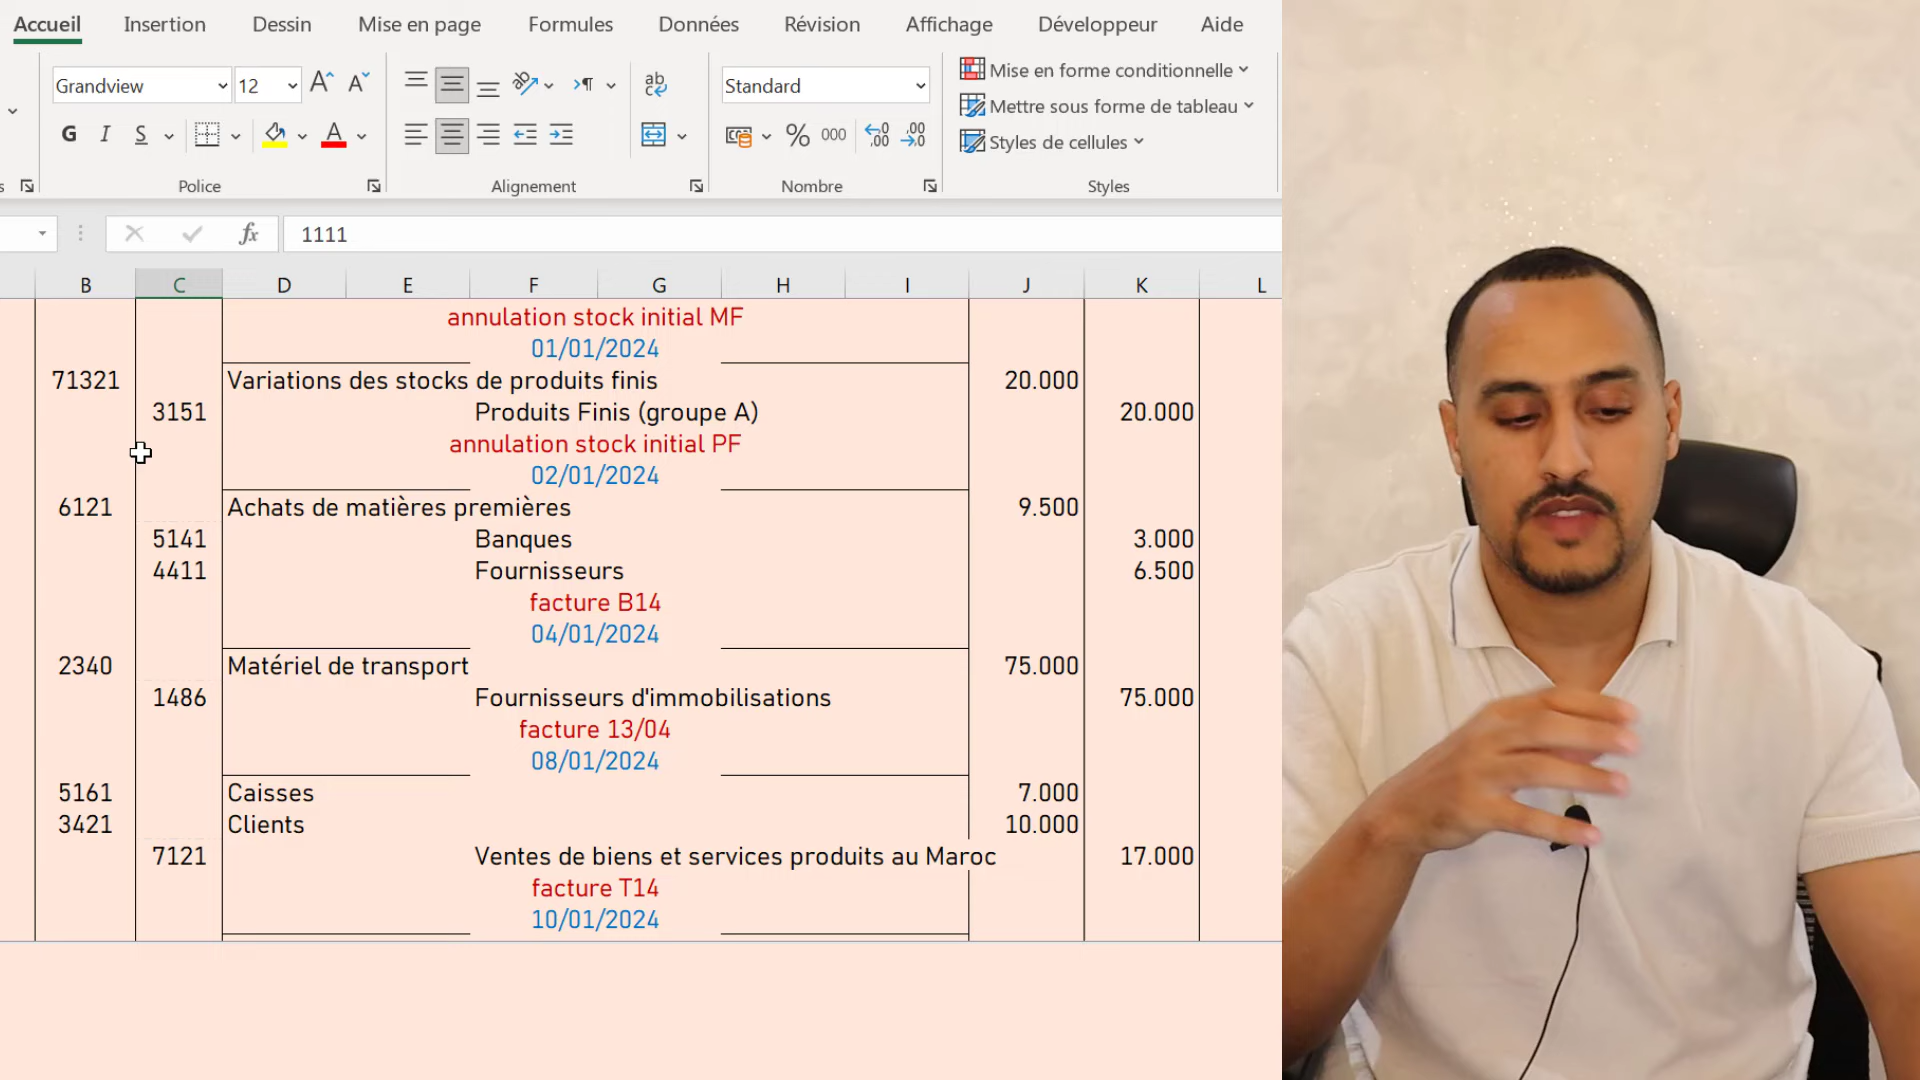 Accueil Insertion Dessin Mise en page Formules Données Révision Affichage Développeur Aide
Grandview 12 A A ab Standard Mise en forme conditionnelle
ab c Mettre sous forme de tableau
G I S A % 000 ,00 Styles de cellules
s Police Alignement Nombre Styles
fx 1111
B C D E F G H I J K L
annulation stock initial MF
01/01/2024
71321 Variations des stocks de produits finis 20.000
3151 Produits Finis (groupe A) 20.000
annulation stock initial PF
02/01/2024
6121 Achats de matières premières 9.500
5141 Banques 3.000
4411 Fournisseurs 6.500
facture B14
04/01/2024
2340 Matériel de transport 75.000
1486 Fournisseurs d'immobilisations 75.000
facture 13/04
08/01/2024
5161 Caisses 7.000
3421 Clients 10.000
7121 Ventes de biens et services produits au Maroc 17.000
facture T14
10/01/2024